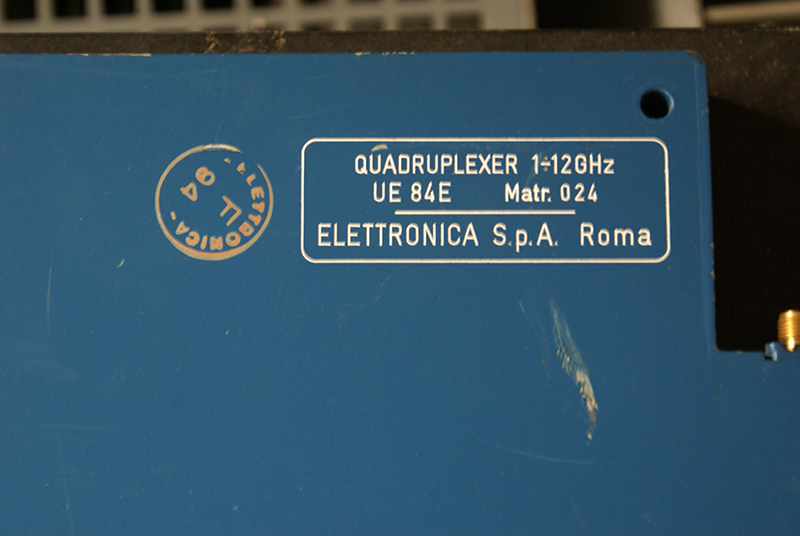 QUADRUPLEXER 1÷12GHz
UE 84E Matr. 024
ELETTRONICA S.p.A. Roma
ELETTRONICA
94